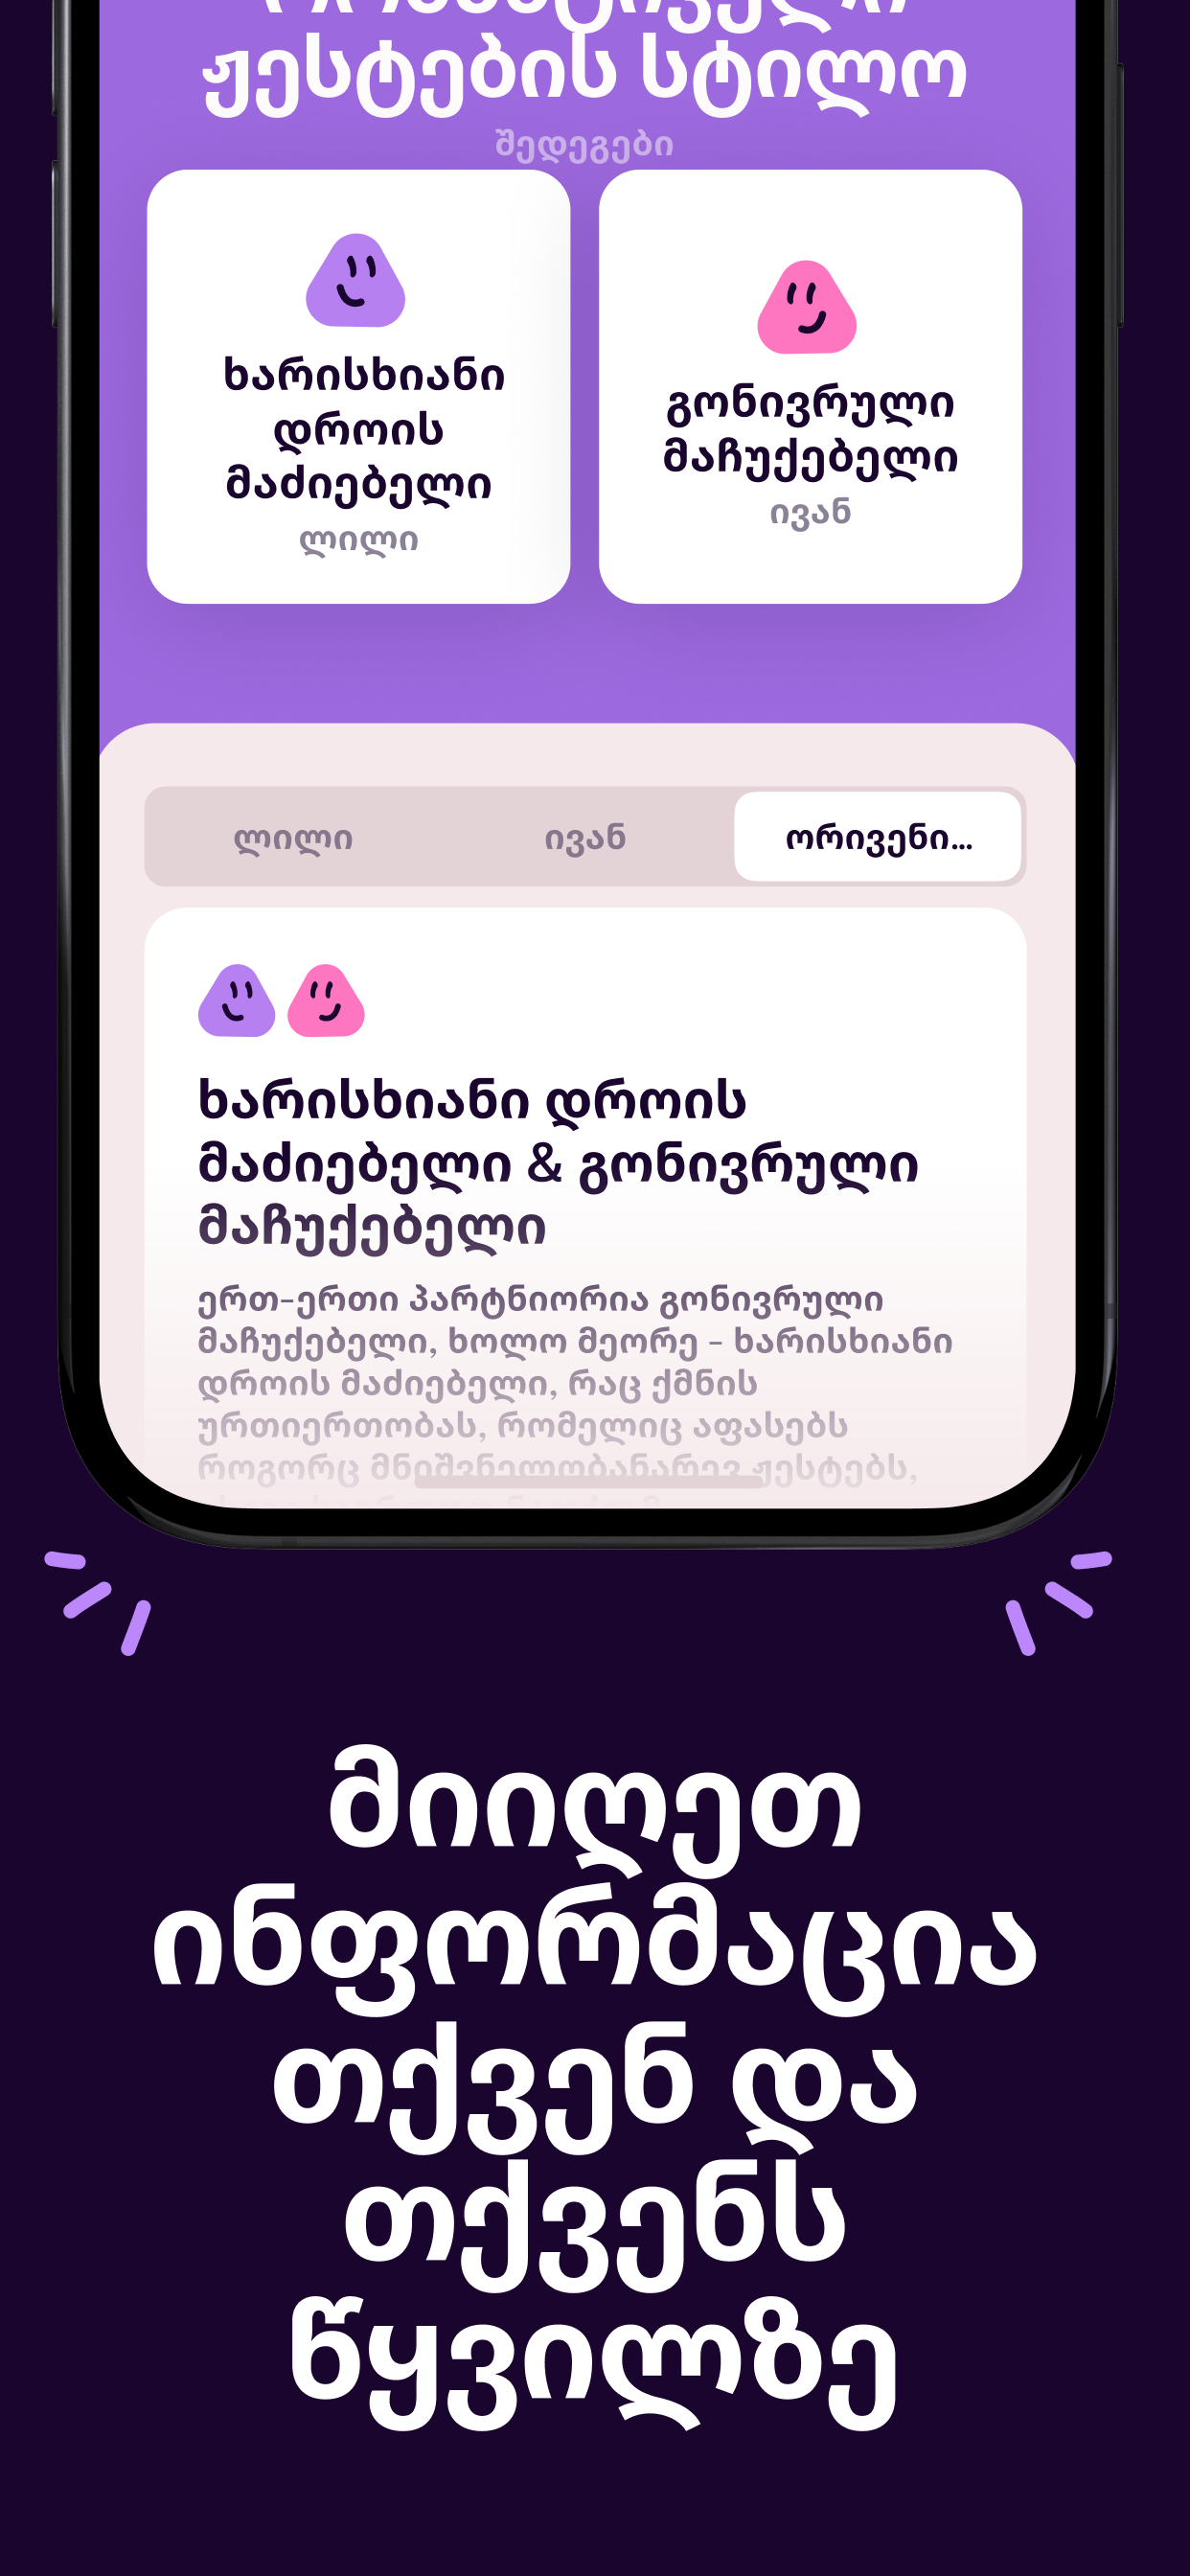 ჟესტების სტილო
შედეგები
ხარისხიანი
დროის
მაძიებელი
ლილი
გონივრული
მაჩუქებელი
ივან
ლილი
ივან
ორივენი...
ხარისხიანი დროის
მაძიებელი & გონივრული
მაჩუქებელი
ერთ-ერთი პარტნიორია გონივრული
მაჩუქებელი, ხოლო მეორე - ხარისხიანი
დროის მაძიებელი, რაც ქმნის
ურთიერთობას, რომელიც აფასებს
როგორც მნიშვნელობანარევ ჟესტებს,
მიიღეთ
ინფორმაცია
თქვენ და
თქვენს
წყვილზე